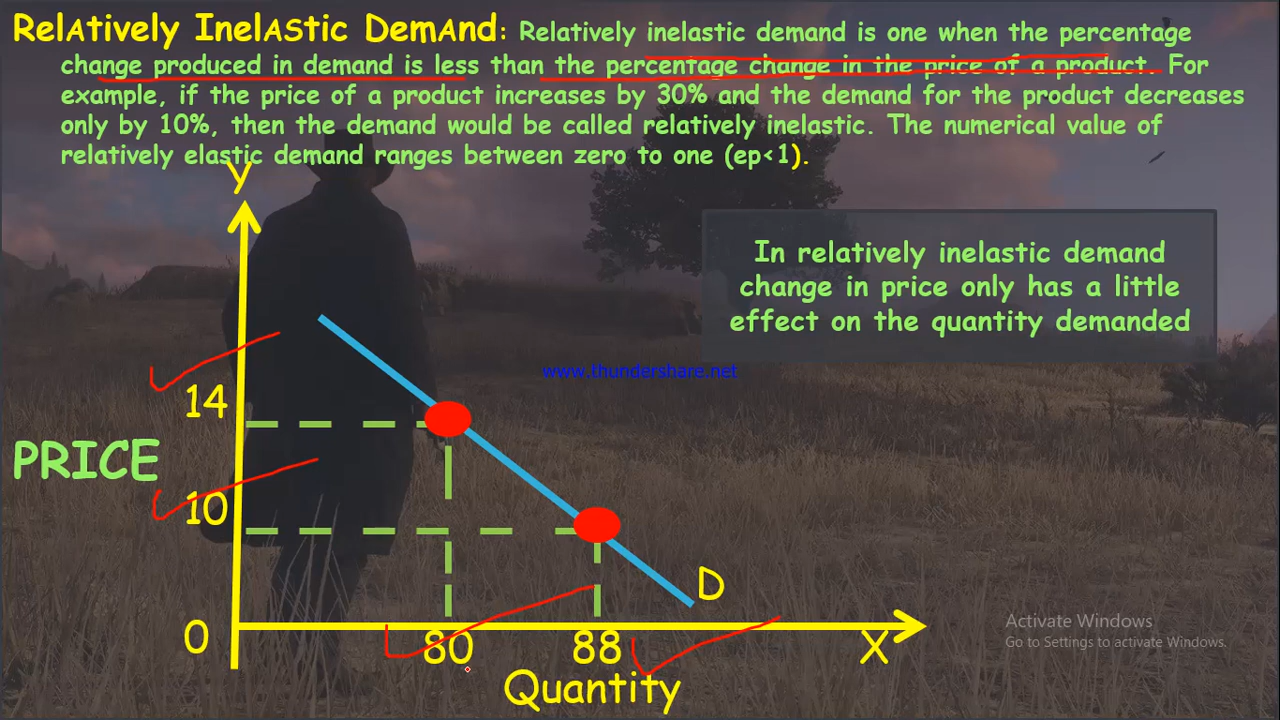 RelAtively InelAStic DemAnd: Relatively inelastic demand is one when the percentage
change produced in demand is less than the percentage change in the price of a product. For
example, if the price of a product increases by 30% and the demand for the product decreases
only by 10%, then the demand would be called relatively inelastic. The numerical value of
relatively elastic demand ranges between zero to one (ep<1).
y
In relatively inelastic demand
change in price only has a little
effect on the quantity demanded
www.thundershare.net
14
PRICE
10
D
0
80
88
X
Quantity
Activate Windows
Go to Settings to activate Windows.